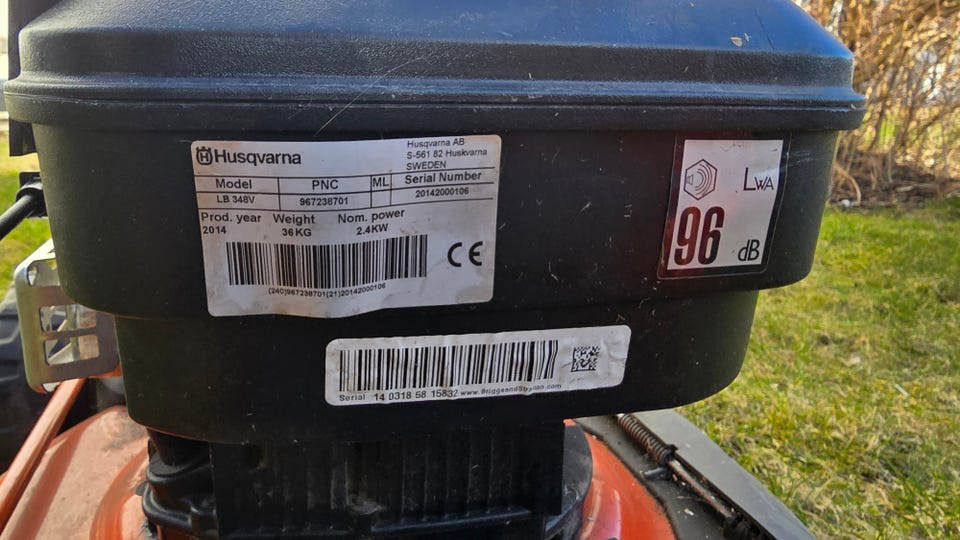 Husqvarna
Husqvarna AB
S-561 82 Huskvarna
SWEDEN
Model PNC ML Serial Number
LB 348V 967238701 20142000106
Prod. year Weight Nom. power
2014 36KG 2.4KW
CE
(240)967238701(21)20142000106
LWA
96 dB
Serial 14 0318 58 15832 www.BriggsandStratton.com